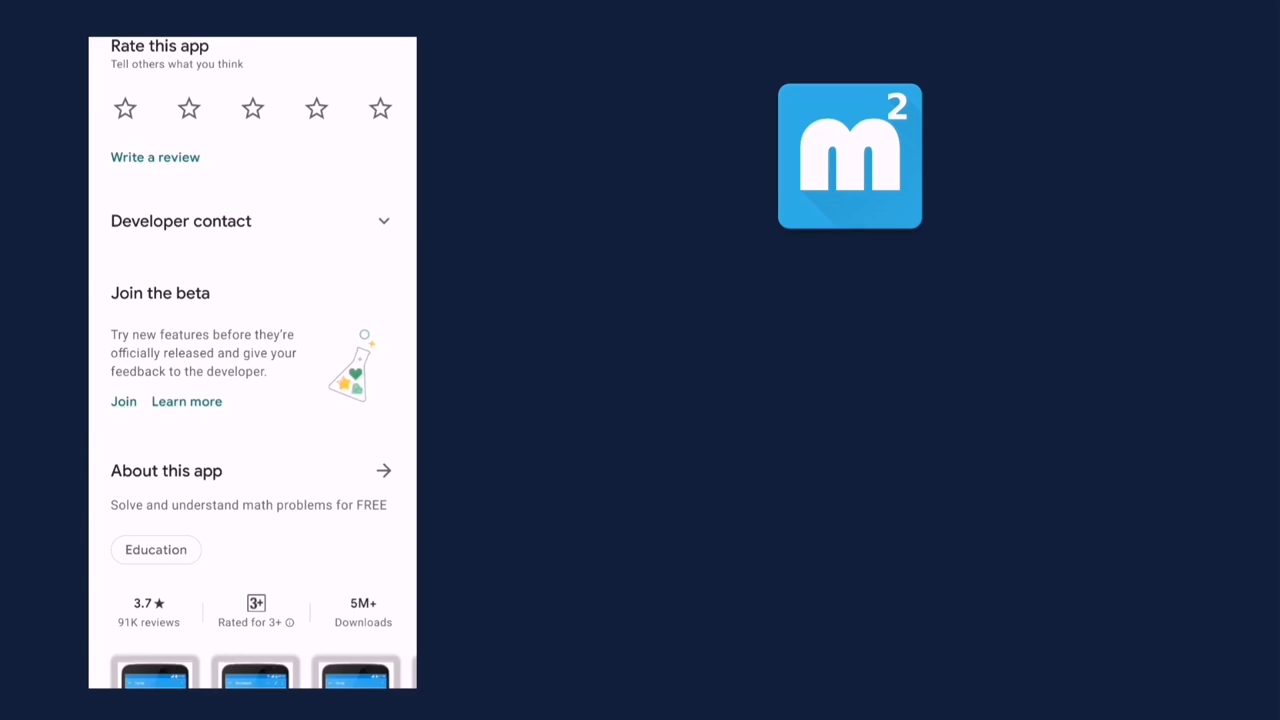 Rate this app
Tell others what you think
Write a review
Developer contact
Join the beta
Try new features before they're
officially released and give your
feedback to the developer.
Join Learn more
About this app
Solve and understand math problems for FREE
Education
3.7★ 3+ 5M+
91K reviews Rated for 3+ Downloads
m2